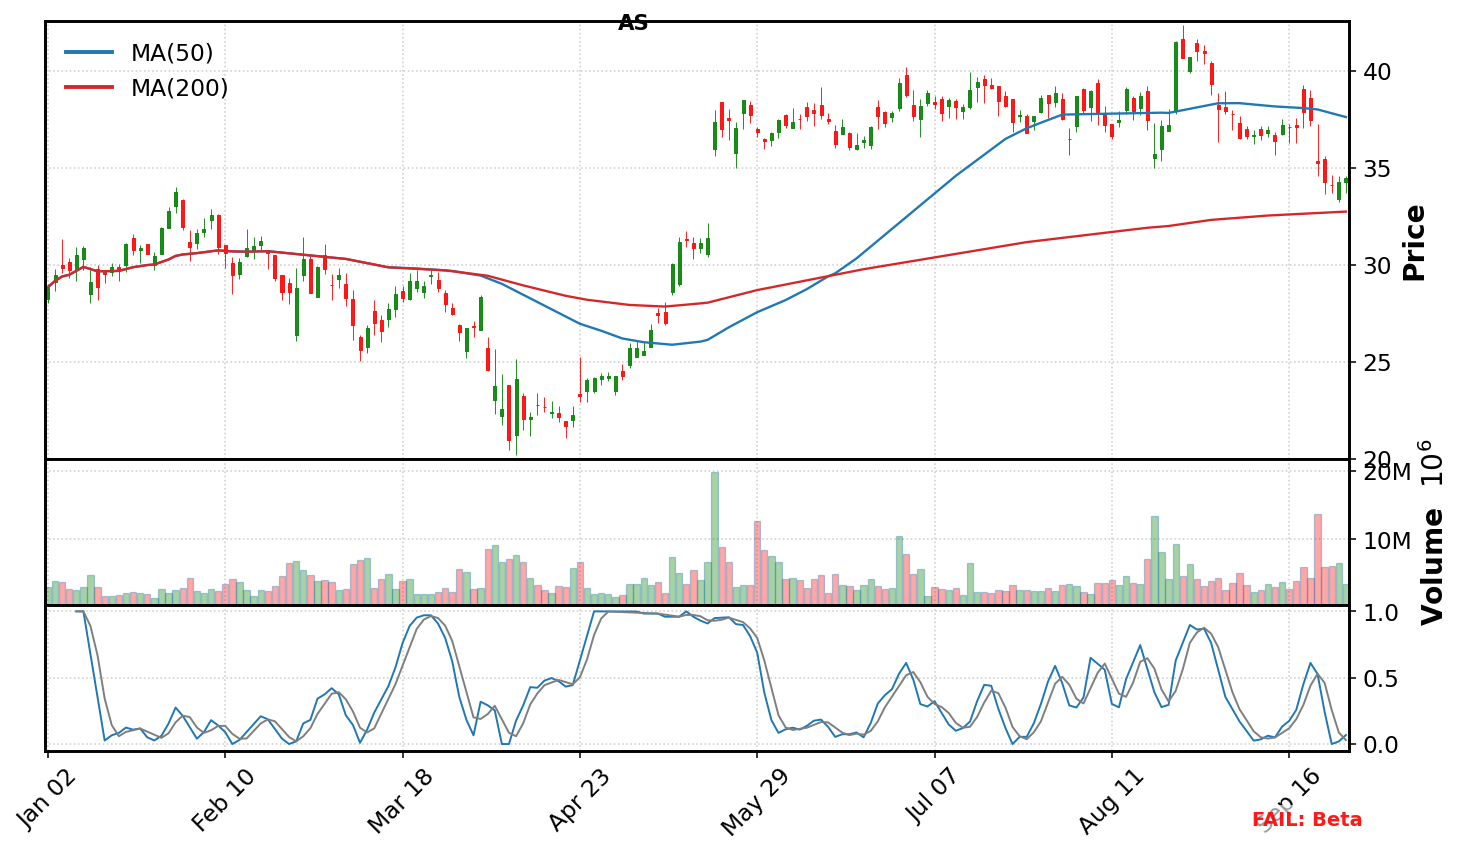 AS
MA(50)
MA(200)
40
35
30
25
20
Price
20M
10M
Volume 10^6
1.0
0.5
0.0
Jan 02
Feb 10
Mar 18
Apr 23
May 29
Jul 07
Aug 11
Sep 16
FAIL: Beta